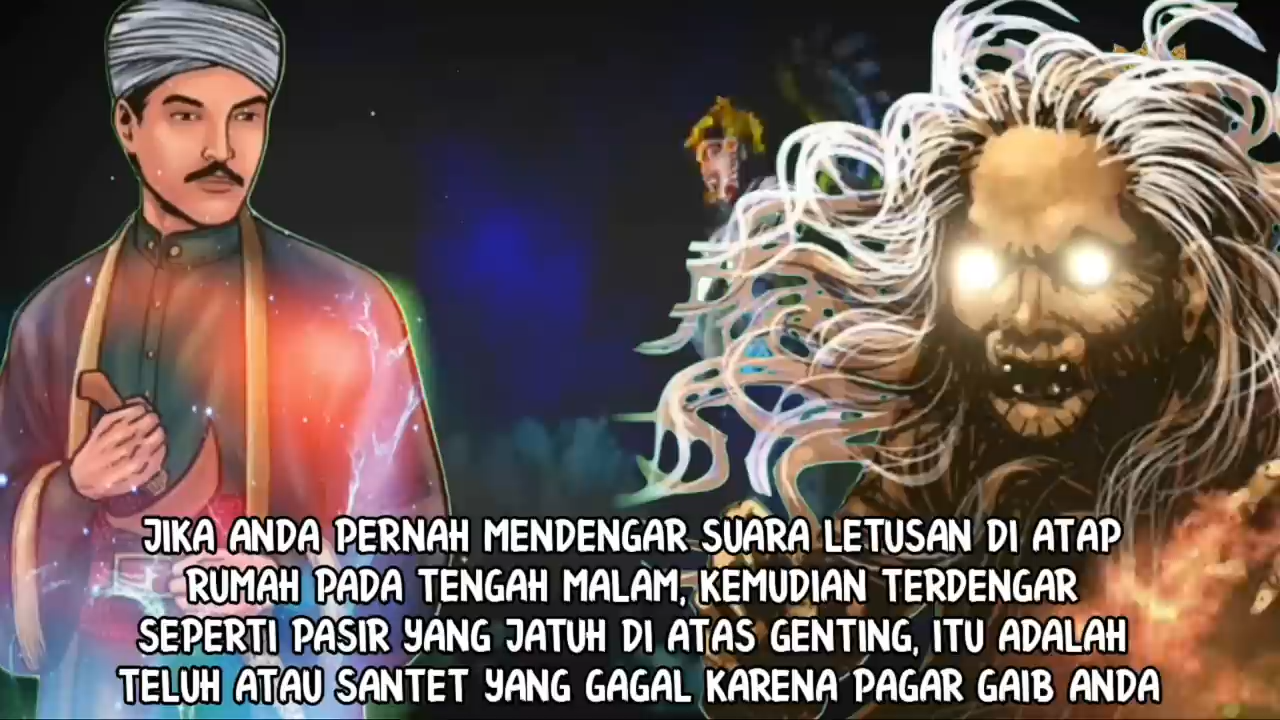 JIKA ANDA PERNAH MENDENGAR SUARA LETUSAN DI ATAP
RUMAH PADA TENGAH MALAM, KEMUDIAN TERDENGAR
SEPERTI PASIR YANG JATUH DI ATAS GENTING, ITU ADALAH
TELUH ATAU SANTET YANG GAGAL KARENA PAGAR GAIB ANDA